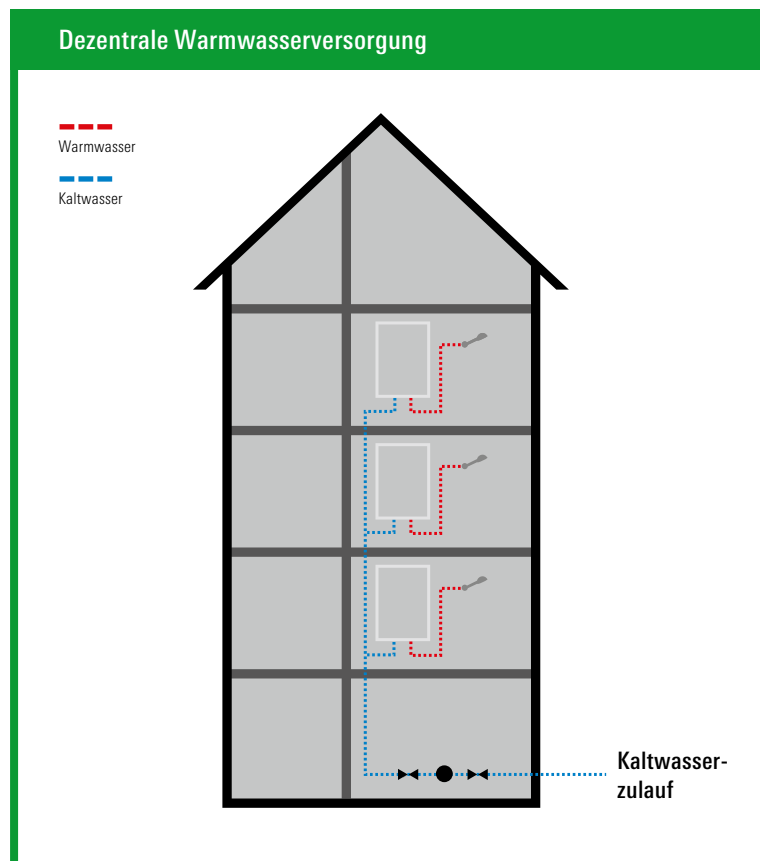 Dezentrale Warmwasserversorgung
Warmwasser
Kaltwasser
Kaltwasser-
zulauf